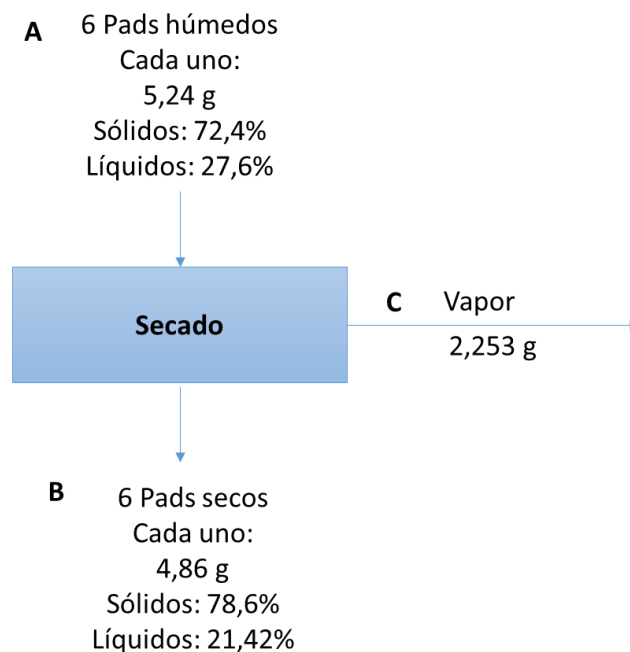 A
6 Pads húmedos
Cada uno:
5,24 g
Sólidos: 72,4%
Líquidos: 27,6%
Secado
C
Vapor
2,253 g
B
6 Pads secos
Cada uno:
4,86 g
Sólidos: 78,6%
Líquidos: 21,42%